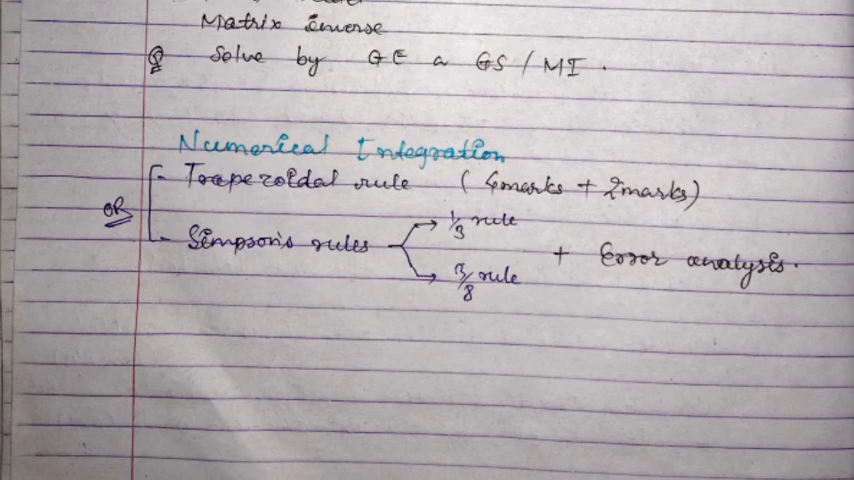 Matrix inverse
Q Solve by GE a GS / MI .
Numerical Integration
- Trapezoidal rule ( 4marks + 2marks)
OR
1/3 rule
- Simpson's rules + Error analysis.
3/8 rule